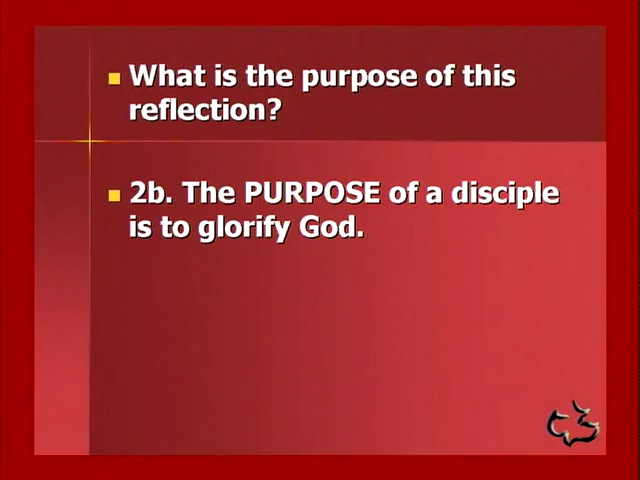 What is the purpose of this
reflection?
2b. The PURPOSE of a disciple
is to glorify God.